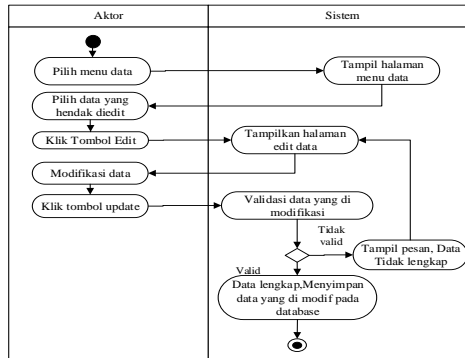 Aktor
Sistem
Pilih menu data
Tampil halaman
menu data
Pilih data yang
hendak diedit
Klik Tombol Edit
Tampilkan halaman
edit data
Modifikasi data
Klik tombol update
Validasi data yang di
modifikasi
Tidak
valid
Tampil pesan, Data
Tidak lengkap
Valid
Data lengkap,Menyimpan
data yang di modif pada
database